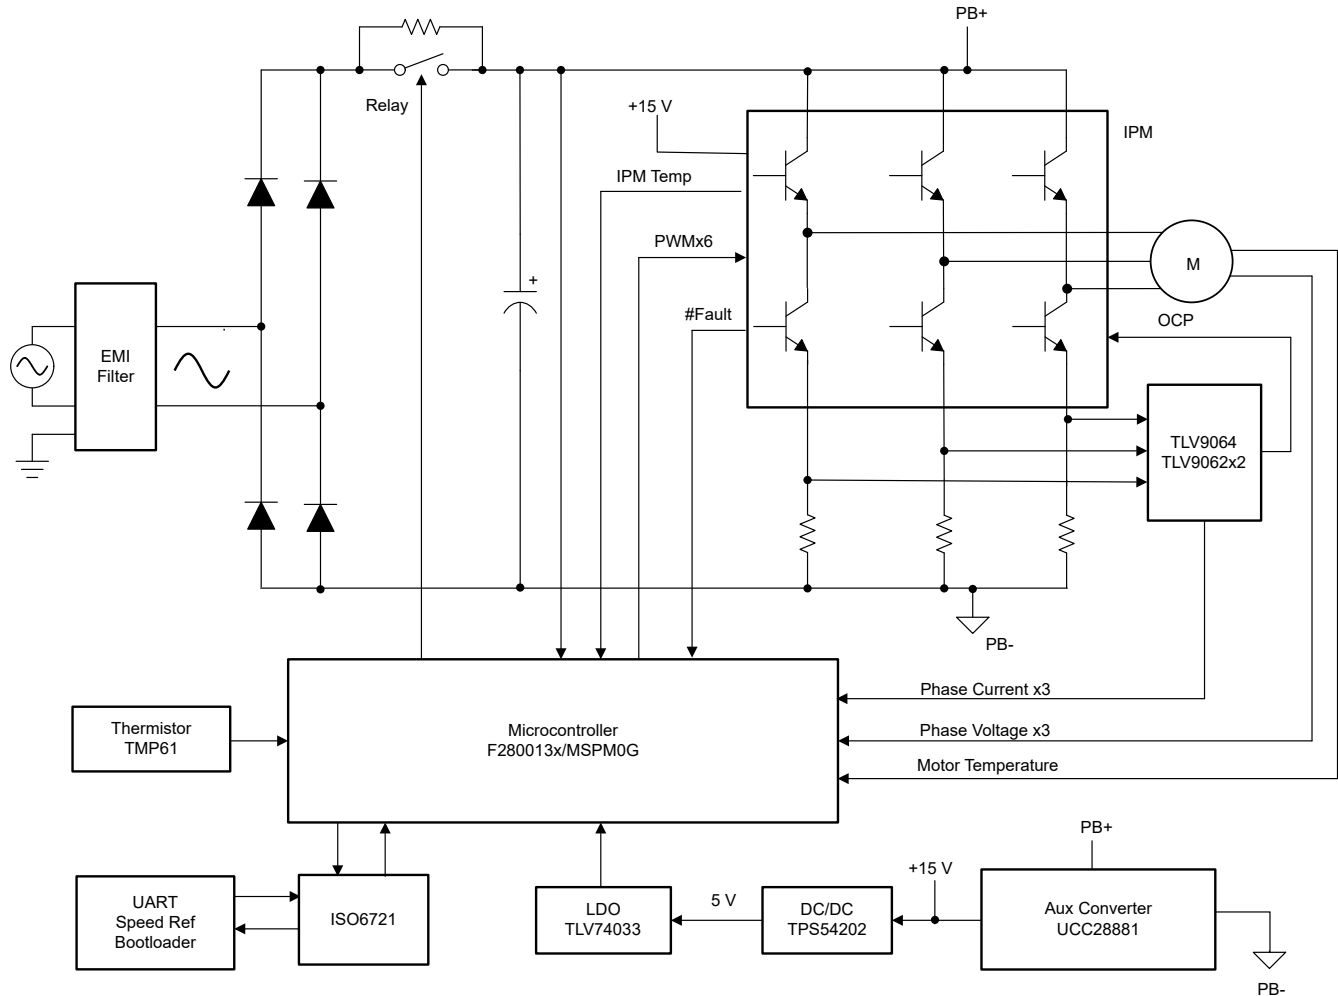 PB+
Relay
+15 V
IPM
IPM Temp
PWMx6
#Fault
M
OCP
EMI
Filter
+
TLV9064
TLV9062x2
PB-
Phase Current x3
Thermistor
TMP61
Microcontroller
F280013x/MSPM0G
Phase Voltage x3
Motor Temperature
PB+
+15 V
UART
Speed Ref
Bootloader
ISO6721
LDO
TLV74033
5 V
DC/DC
TPS54202
Aux Converter
UCC28881
PB-